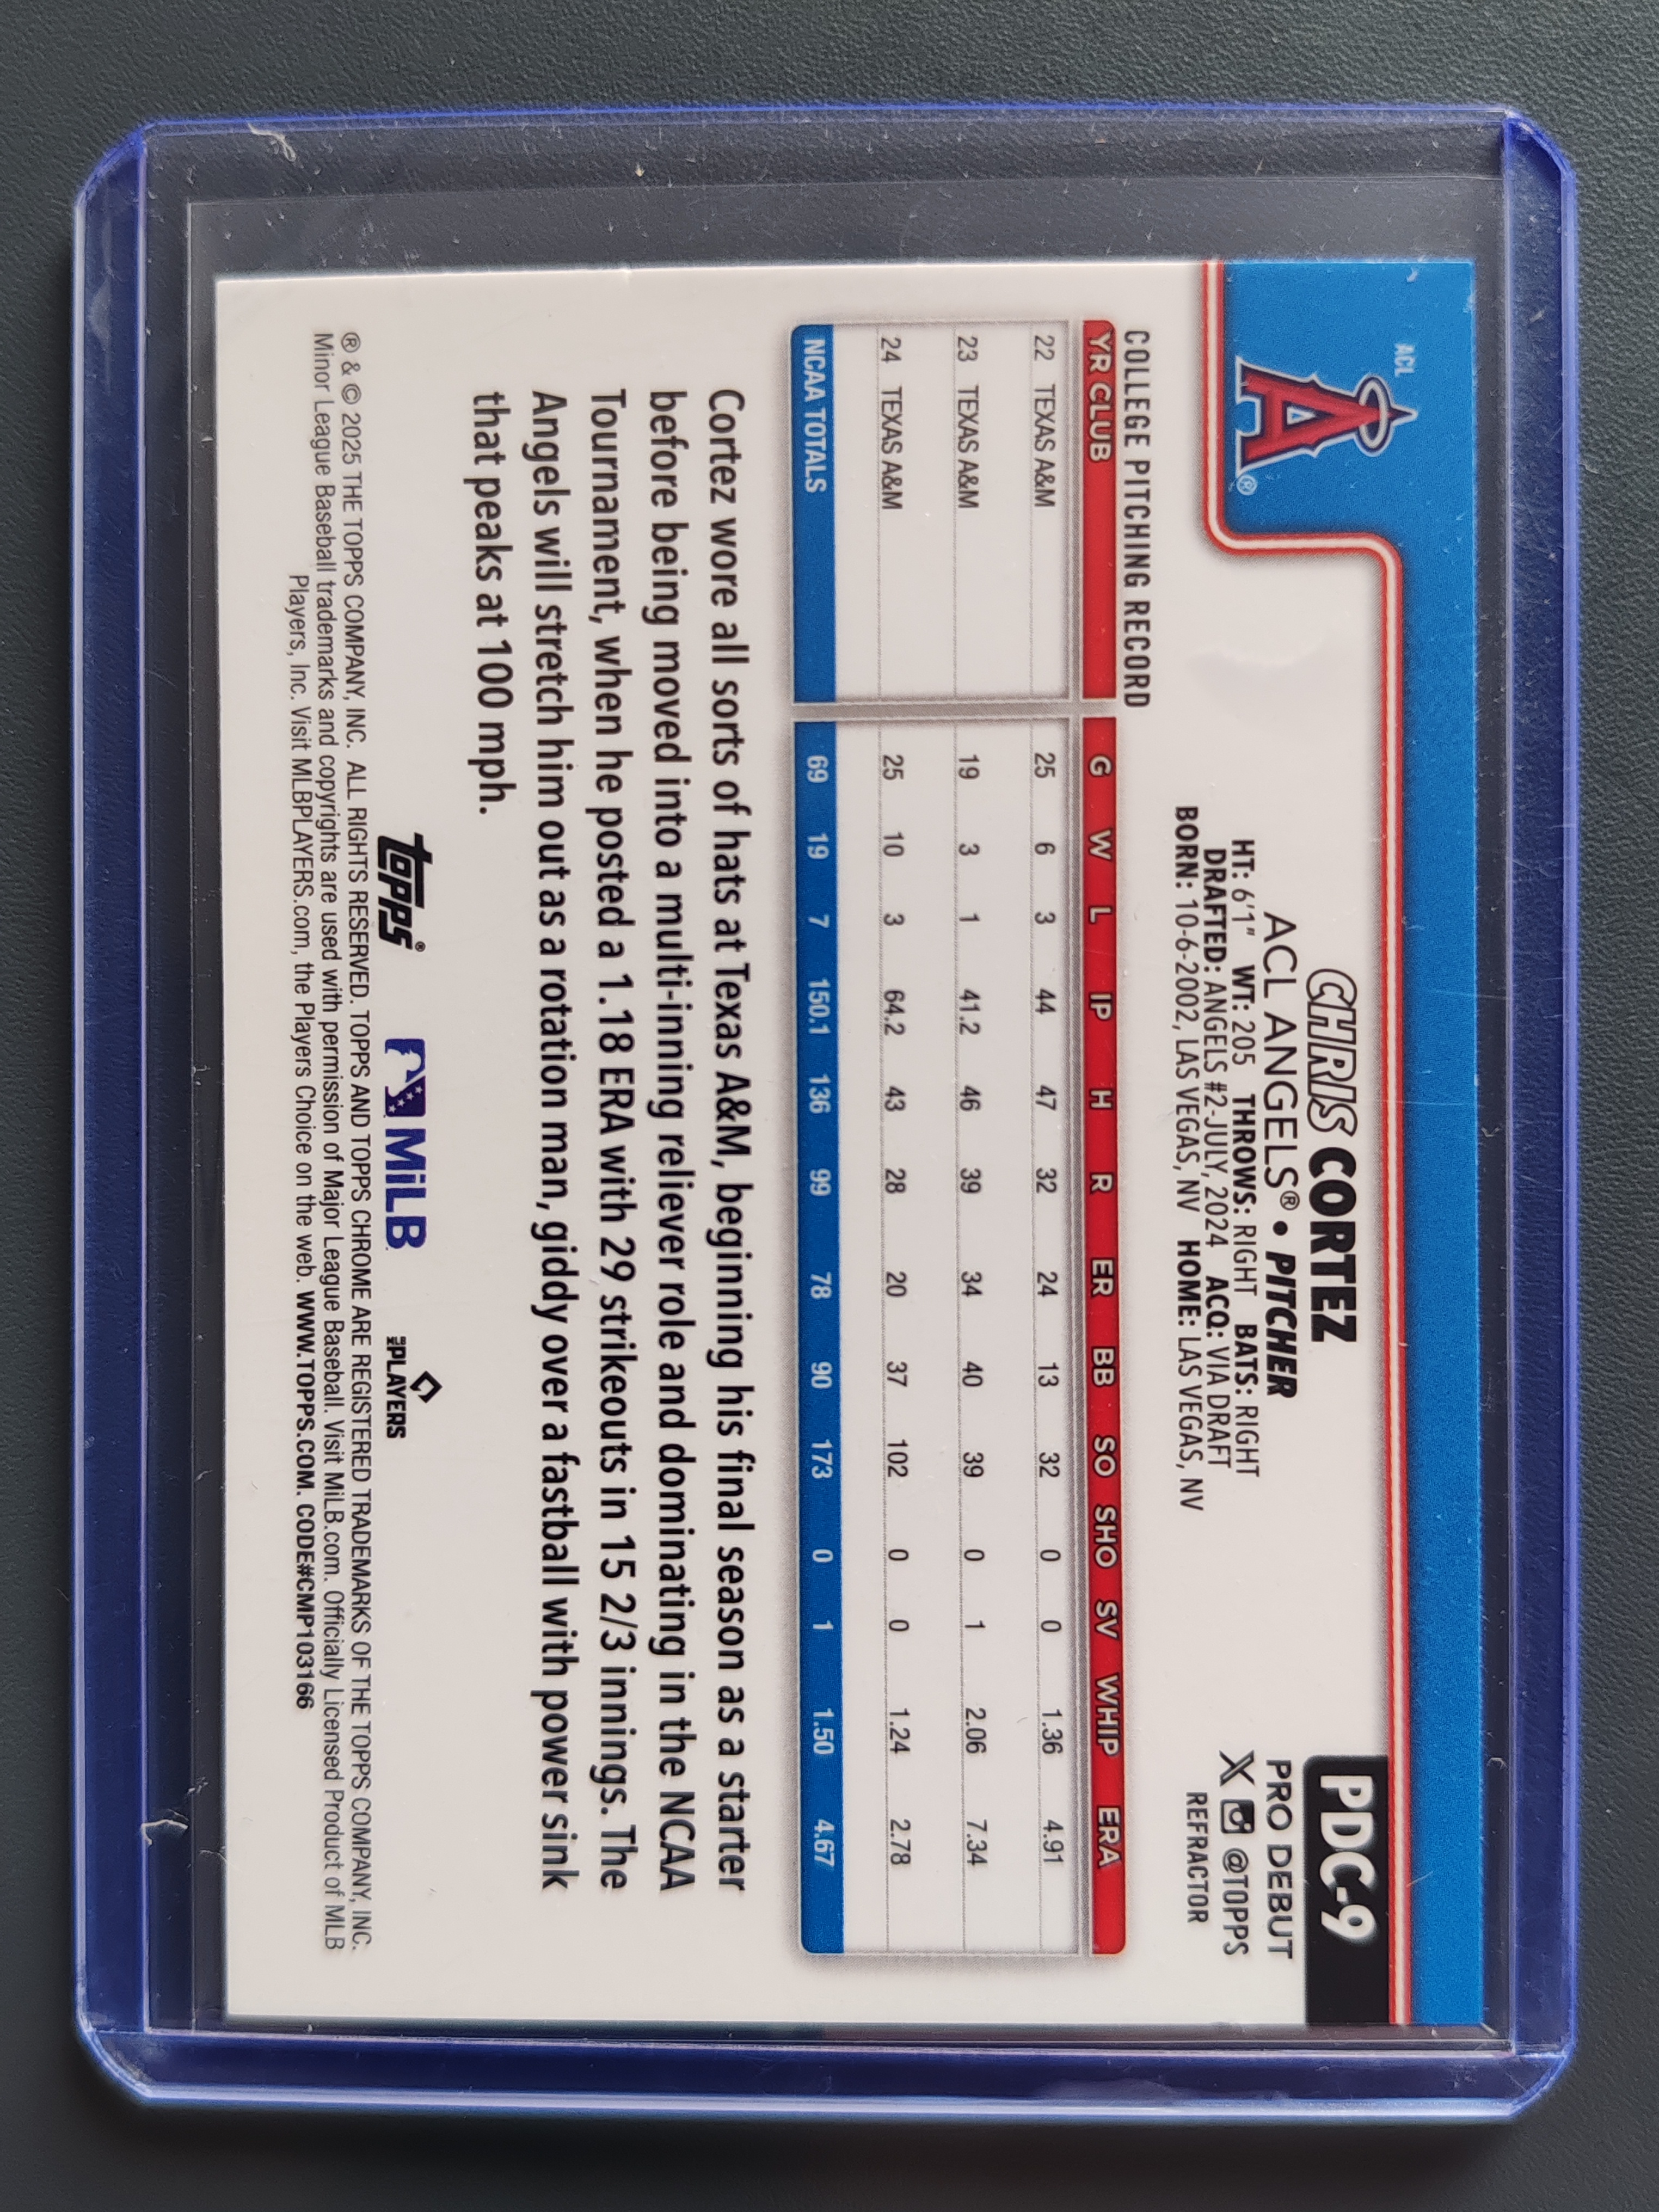 ACL
A®
PDC-9
CHRIS CORTEZ
ACL ANGELS® • PITCHER
PRO DEBUT
HT: 6'1" WT: 205 THROWS: RIGHT BATS: RIGHT
@TOPPS
DRAFTED: ANGELS #2-JULY, 2024 ACQ: VIA DRAFT
REFRACTOR
BORN: 10-6-2002, LAS VEGAS, NV HOME: LAS VEGAS, NV
COLLEGE PITCHING RECORD
YR CLUB G W L IP H R ER BB SO SHO SV WHIP ERA
22 TEXAS A&M 25 6 3 44 47 32 24 13 32 0 0 1.36 4.91
23 TEXAS A&M 19 3 1 41.2 46 39 34 40 39 0 1 2.06 7.34
24 TEXAS A&M 25 10 3 64.2 43 28 20 37 102 0 0 1.24 2.78
NCAA TOTALS 69 19 7 150.1 136 99 78 90 173 0 1 1.50 4.67
Cortez wore all sorts of hats at Texas A&M, beginning his final season as a starter
before being moved into a multi-inning reliever role and dominating in the NCAA
Tournament, when he posted a 1.18 ERA with 29 strikeouts in 15 2/3 innings. The
Angels will stretch him out as a rotation man, giddy over a fastball with power sink
that peaks at 100 mph.
topps® MiLB PLAYERS
® & © 2025 THE TOPPS COMPANY, INC. ALL RIGHTS RESERVED. TOPPS AND TOPPS CHROME ARE REGISTERED TRADEMARKS OF THE TOPPS COMPANY, INC.
Minor League Baseball trademarks and copyrights are used with permission of Major League Baseball. Visit MiLB.com. Officially Licensed Product of MLB
Players, Inc. Visit MLBPLAYERS.com, the Players Choice on the web. WWW.TOPPS.COM. CODE#CMP103166